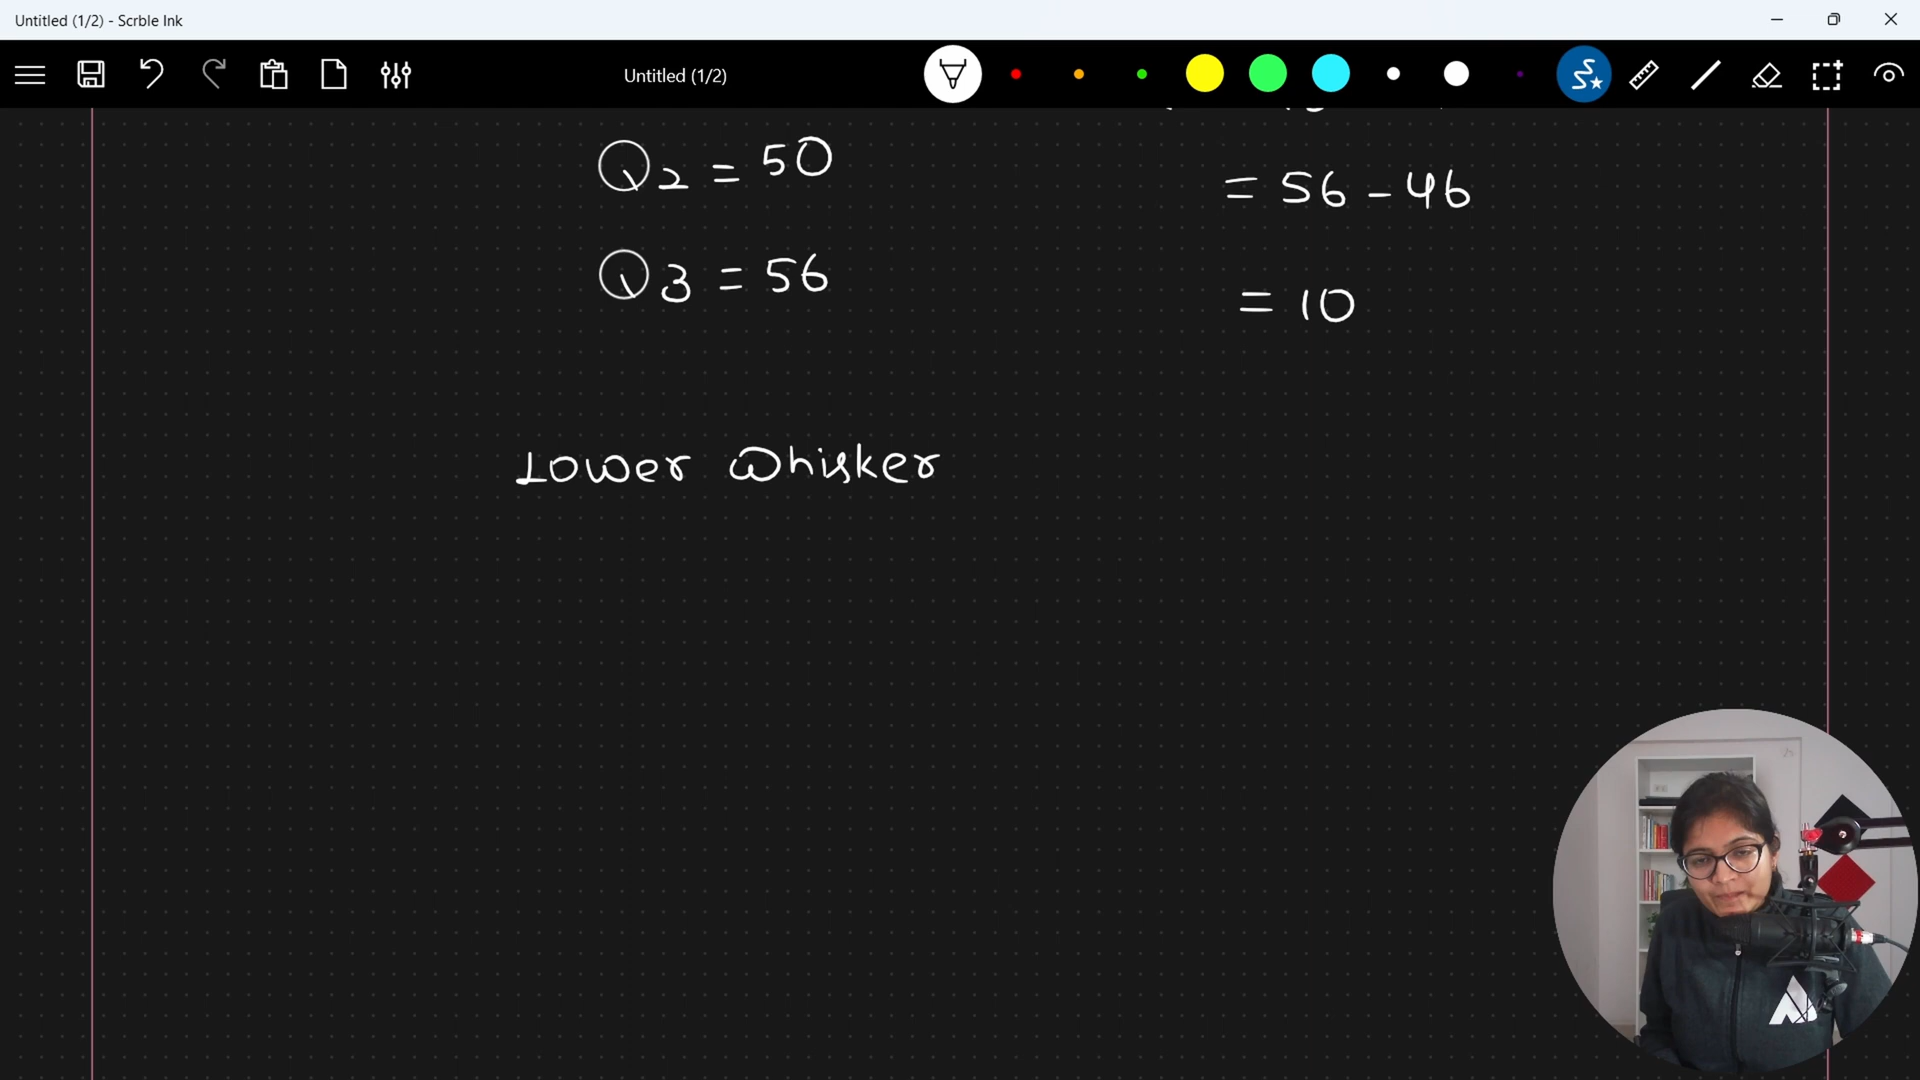 Untitled (1/2) - Scrble Ink
Untitled (1/2)
Q2 = 50
= 56 - 46
Q3 = 56
= 10
Lower Whisker